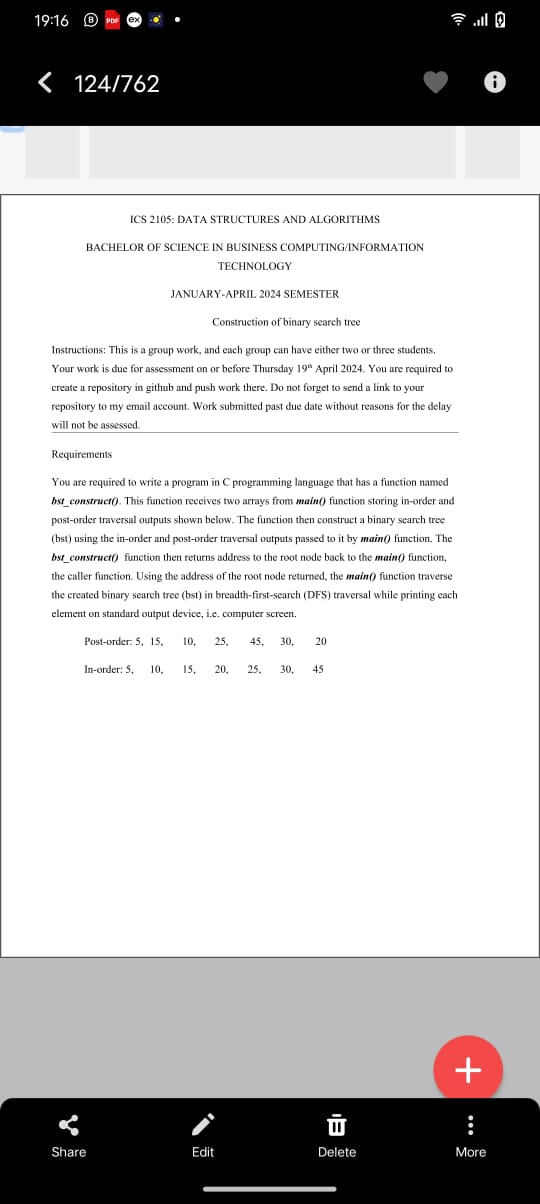 19:16
B PDF ex
124/762
ICS 2105: DATA STRUCTURES AND ALGORITHMS
BACHELOR OF SCIENCE IN BUSINESS COMPUTING/INFORMATION
TECHNOLOGY
JANUARY-APRIL 2024 SEMESTER
Construction of binary search tree
Instructions: This is a group work, and each group can have either two or three students.
Your work is due for assessment on or before Thursday 19th April 2024. You are required to
create a repository in github and push work there. Do not forget to send a link to your
repository to my email account. Work submitted past due date without reasons for the delay
will not be assessed.
Requirements
You are required to write a program in C programming language that has a function named
bst_construct(). This function receives two arrays from main() function storing in-order and
post-order traversal outputs shown below. The function then construct a binary search tree
(bst) using the in-order and post-order traversal outputs passed to it by main() function. The
bst_construct() function then returns address to the root node back to the main() function,
the caller function. Using the address of the root node returned, the main() function traverse
the created binary search tree (bst) in breadth-first-search (DFS) traversal while printing each
element on standard output device, i.e. computer screen.
Post-order: 5, 15, 10, 25, 45, 30, 20
In-order: 5, 10, 15, 20, 25, 30, 45
Share Edit Delete More